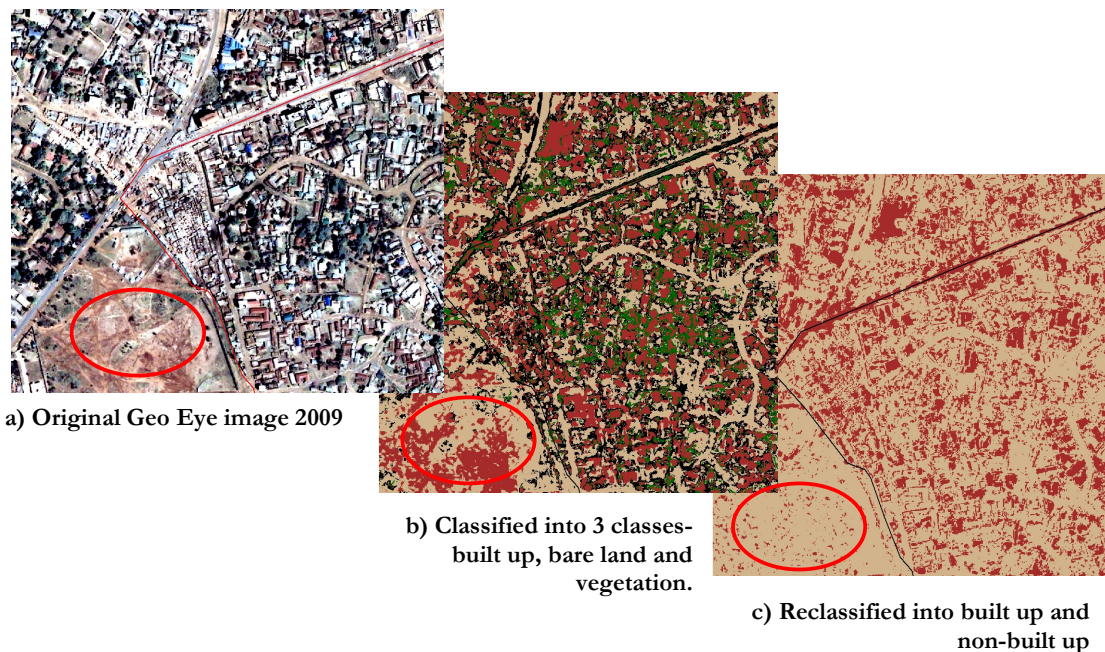 a) Original Geo Eye image 2009
b) Classified into 3 classes-
built up, bare land and
vegetation.
c) Reclassified into built up and
non-built up